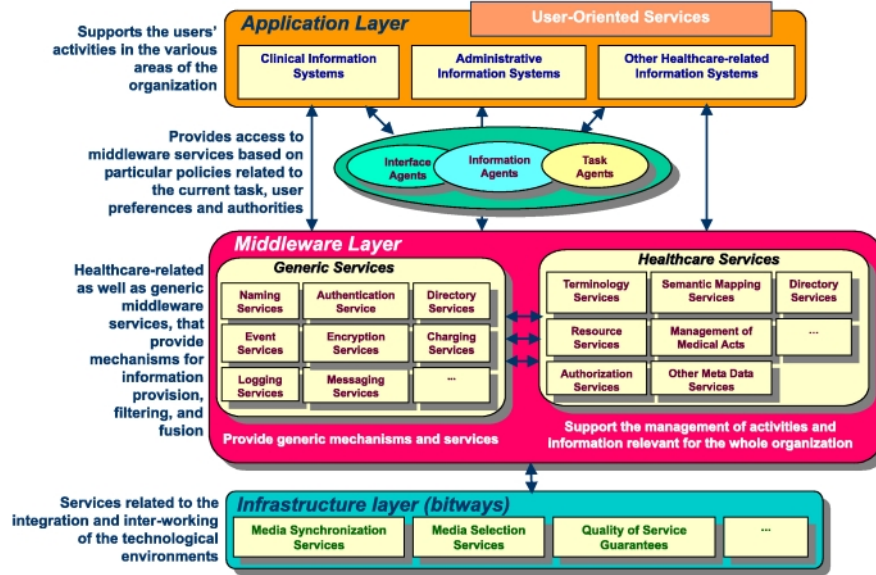 User-Oriented Services
Application Layer
Supports the users'
activities in the various
areas of the
organization
Clinical Information
Systems
Administrative
Information Systems
Other Healthcare-related
Information Systems
Provides access to
middleware services based on
particular policies related to
the current task, user
preferences and authorities
Interface
Agents
Information
Agents
Task
Agents
Middleware Layer
Healthcare-related
as well as generic
middleware
services, that
provide
mechanisms for
information
provision,
filtering, and
fusion
Generic Services
Naming
Services
Authentication
Service
Directory
Services
Event
Services
Encryption
Services
Charging
Services
Logging
Services
Messaging
Services
...
Provide generic mechanisms and services
Healthcare Services
Terminology
Services
Semantic Mapping
Services
Directory
Services
Resource
Services
Management of
Medical Acts
...
Authorization
Services
Other Meta Data
Services
Support the management of activities and
information relevant for the whole organization
Services related to the
integration and inter-working
of the technological
environments
Infrastructure layer (bitways)
Media Synchronization
Services
Media Selection
Services
Quality of Service
Guarantees
...